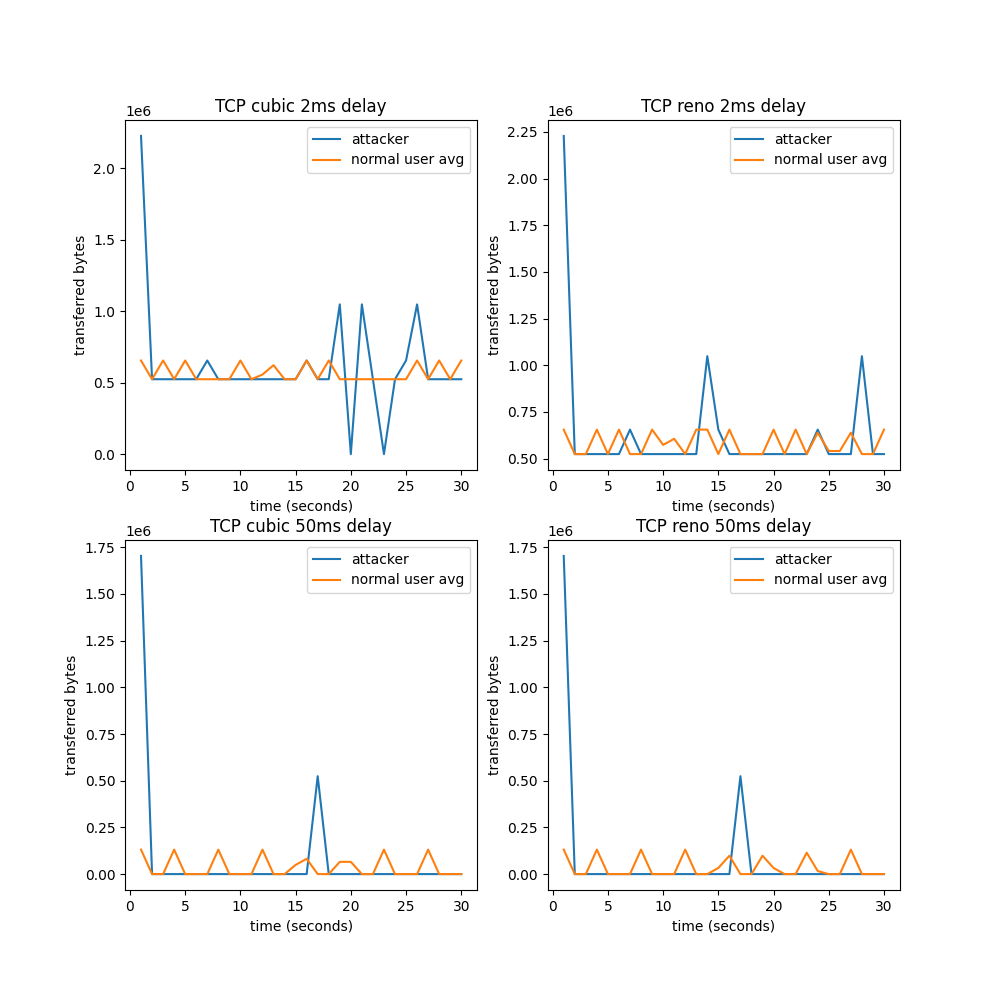 TCP cubic 2ms delay
1e6
attacker
normal user avg
2.0
1.5
1.0
0.5
0.0
transferred bytes
0 5 10 15 20 25 30
time (seconds)
TCP reno 2ms delay
1e6
attacker
normal user avg
2.25
2.00
1.75
1.50
1.25
1.00
0.75
0.50
transferred bytes
0 5 10 15 20 25 30
time (seconds)
TCP cubic 50ms delay
1e6
attacker
normal user avg
1.75
1.50
1.25
1.00
0.75
0.50
0.25
0.00
transferred bytes
0 5 10 15 20 25 30
time (seconds)
TCP reno 50ms delay
1e6
attacker
normal user avg
1.75
1.50
1.25
1.00
0.75
0.50
0.25
0.00
transferred bytes
0 5 10 15 20 25 30
time (seconds)